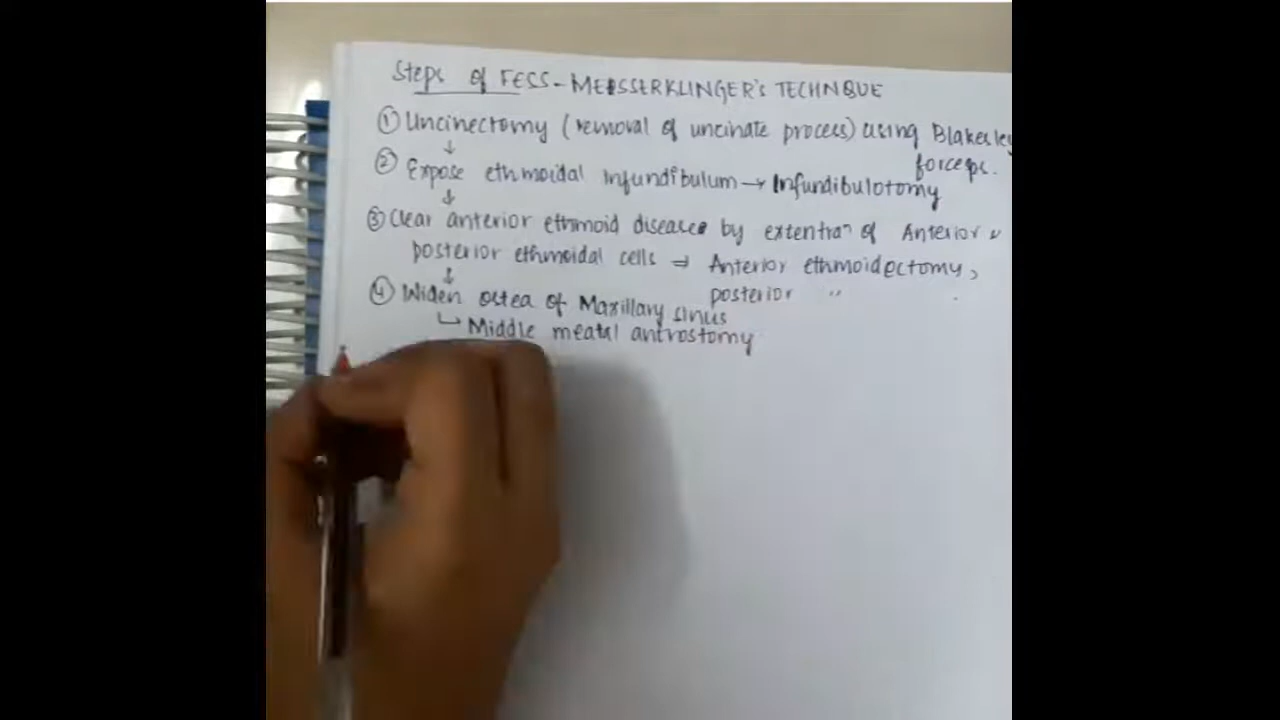 Steps of FESS - MESSERKLINGER's TECHNIQUE
① Uncinectomy (removal of uncinate process) using Blakesley forceps.
↓
② Expose ethmoidal infundibulum → Infundibulotomy
↓
③ Clear anterior ethmoid disease by extention of Anterior &
posterior ethmoidal cells → Anterior ethmoidectomy,
posterior "
↓
④ Widen ostea of Maxillary sinus
↳ Middle meatal antrostomy